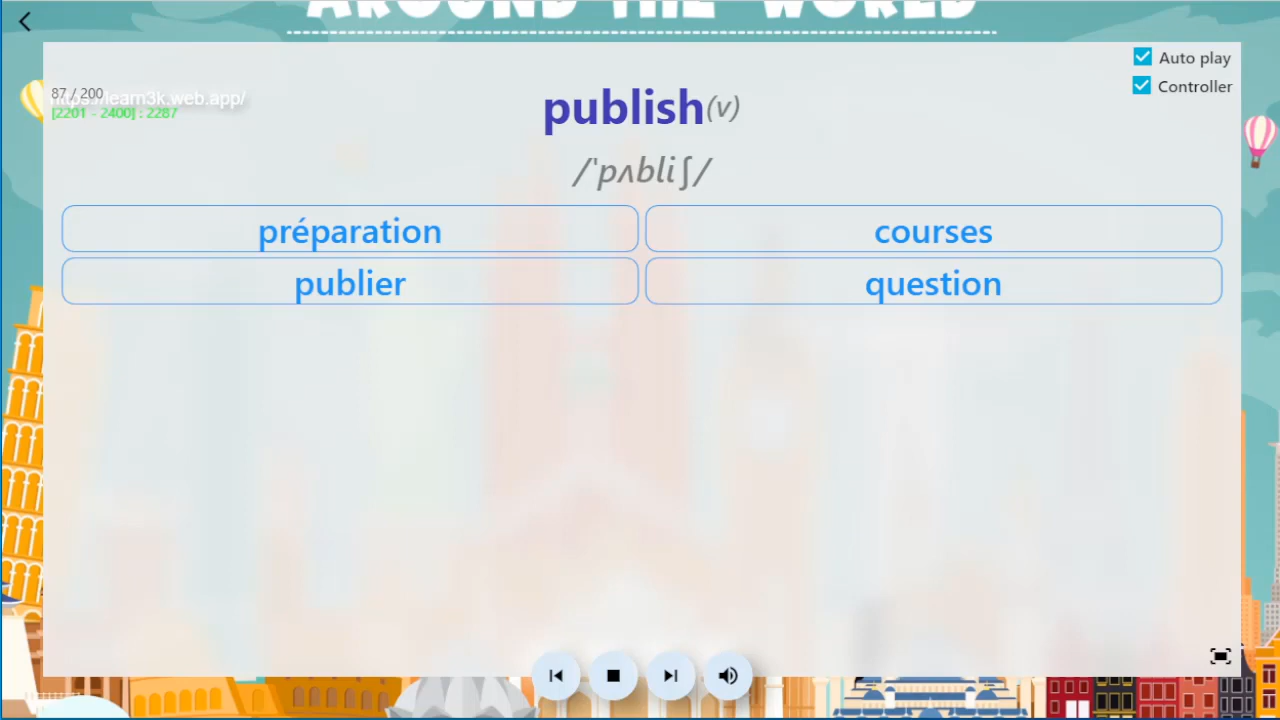 AROUND THE WORLD
Auto play
87 / 200
Controller
https://learn3k.web.app/
[2201 - 2400] : 2287
publish(v)
/ˈpʌbliʃ/
préparation
courses
publier
question